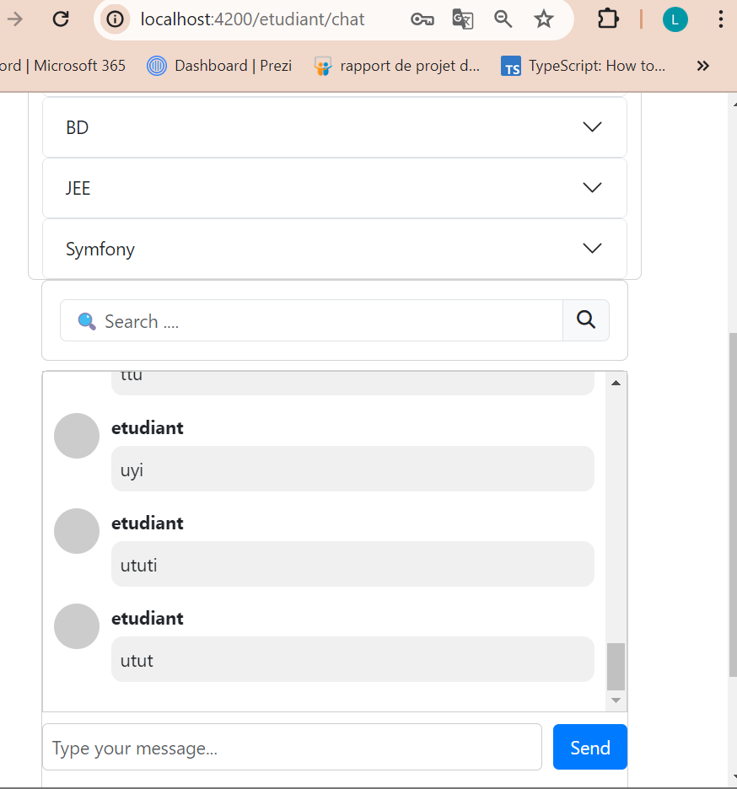 localhost:4200/etudiant/chat
L
ord | Microsoft 365 Dashboard | Prezi rapport de projet d... TS TypeScript: How to... »
BD
JEE
Symfony
Search ....
ttu
etudiant
uyi
etudiant
ututi
etudiant
utut
Type your message... Send